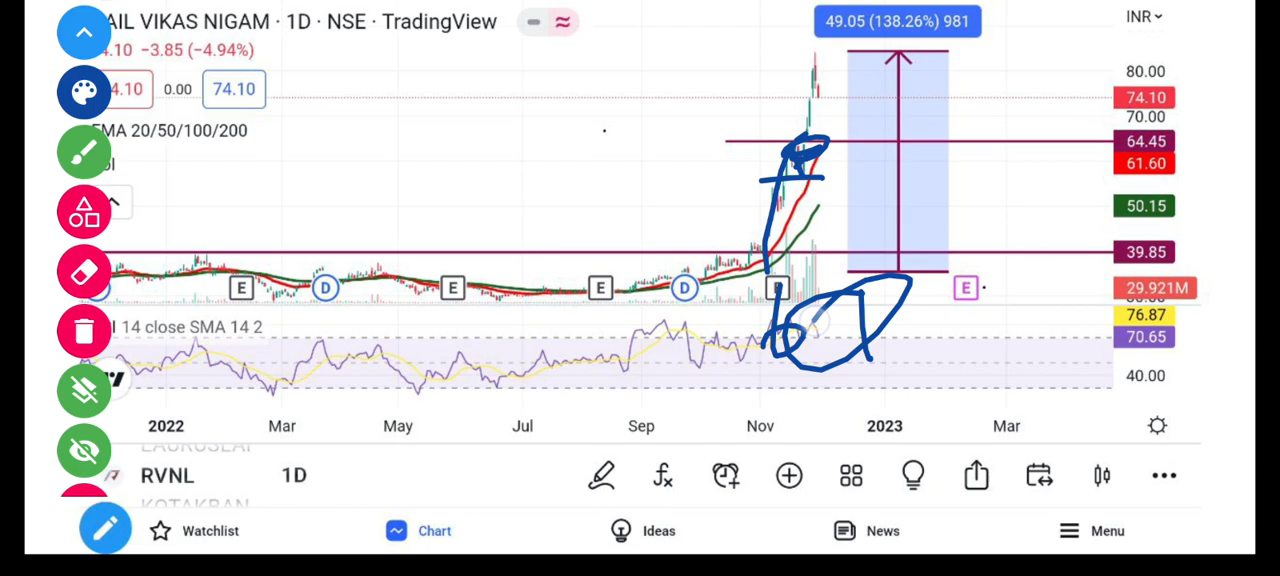 AIL VIKAS NIGAM · 1D · NSE · TradingView
49.05 (138.26%) 981
INR
4.10 −3.85 (−4.94%)
4.10 0.00 74.10
EMA 20/50/100/200
80.00
74.10
70.00
64.45
61.60
50.15
39.85
E D E E D E
29.921M
76.87
14 close SMA 14 2
70.65
40.00
2022 Mar May Jul Sep Nov 2023 Mar
LAURUSLAI
RVNL 1D
KOTAKBAN
Watchlist Chart Ideas News Menu